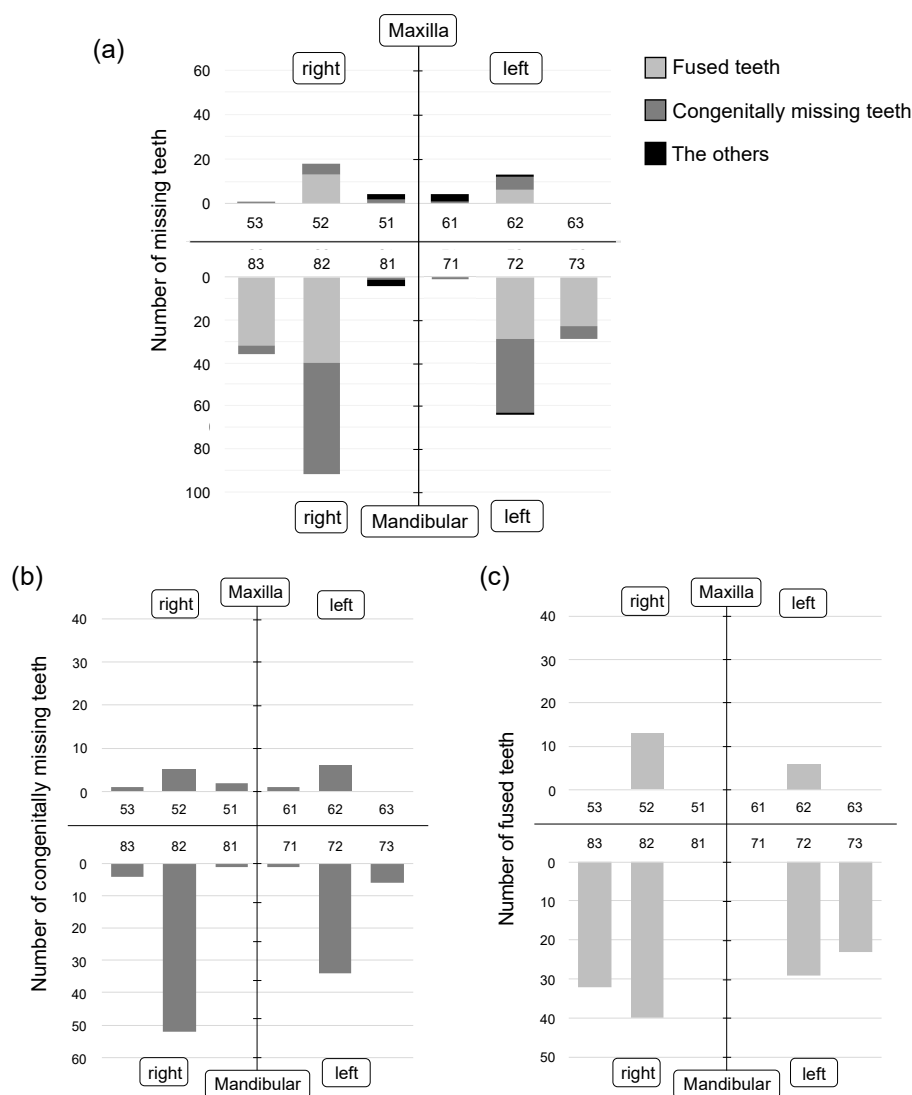 (a)
Maxilla
right left
Fused teeth
Congenitally missing teeth
The others
Number of missing teeth
60
40
20
0
53 52 51 61 62 63
83 82 81 71 72 73
0
20
40
60
80
100
right Mandibular left
(b)
right Maxilla left
Number of congenitally missing teeth
40
30
20
10
0
53 52 51 61 62 63
83 82 81 71 72 73
0
10
20
30
40
50
60
right Mandibular left
(c)
right Maxilla left
Number of fused teeth
40
30
20
10
0
53 52 51 61 62 63
83 82 81 71 72 73
0
10
20
30
40
50
right Mandibular left